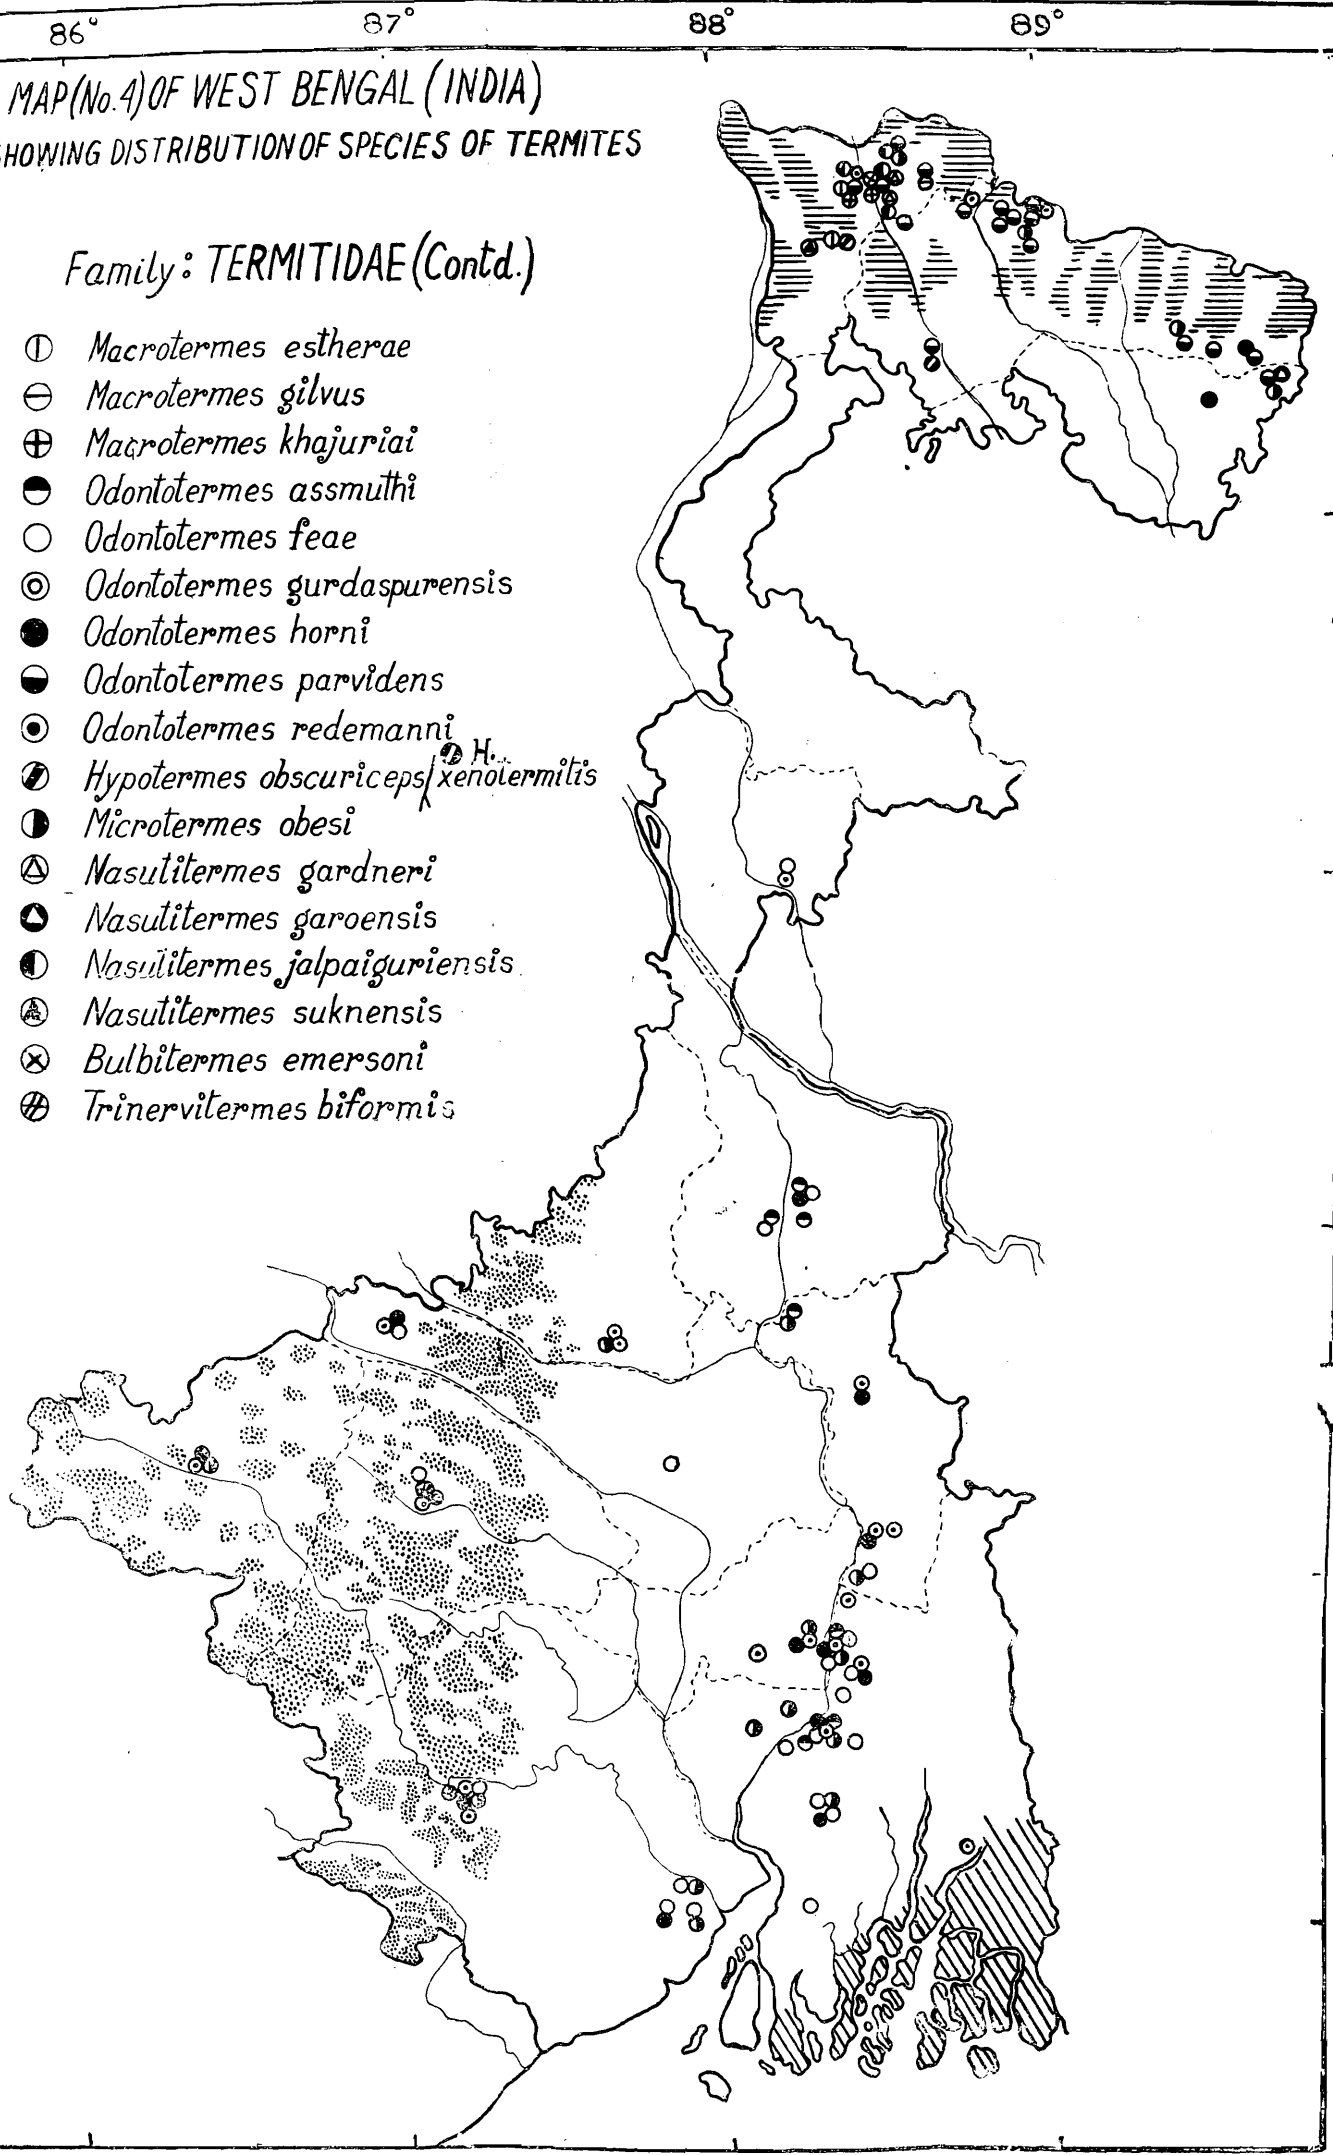 86° 87° 88° 89°
MAP (No. 4) OF WEST BENGAL (INDIA)
SHOWING DISTRIBUTION OF SPECIES OF TERMITES
Family: TERMITIDAE (Contd.)
Macrotermes estherae
Macrotermes gilvus
Macrotermes khajuriai
Odontotermes assmuthi
Odontotermes feae
Odontotermes gurdaspurensis
Odontotermes horni
Odontotermes parvidens
Odontotermes redemanni
H.
Hypotermes obscuriceps/xenotermitis
Microtermes obesi
Nasutitermes gardneri
Nasutitermes garoensis
Nasutitermes jalpaiguriensis
Nasutitermes suknensis
Bulbitermes emersoni
Trinervitermes biformis